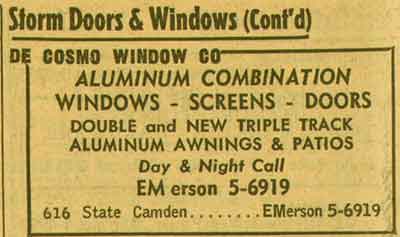 Storm Doors & Windows (Cont'd)
DE COSMO WINDOW CO
ALUMINUM COMBINATION
WINDOWS - SCREENS - DOORS
DOUBLE and NEW TRIPLE TRACK
ALUMINUM AWNINGS & PATIOS
Day & Night Call
EM erson 5-6919
616 State Camden........EMerson 5-6919